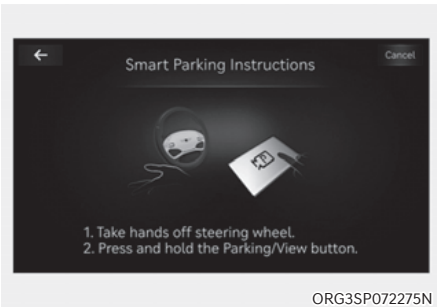 Smart Parking Instructions
Cancel
1. Take hands off steering wheel.
2. Press and hold the Parking/View button.
ORG3SP072275N